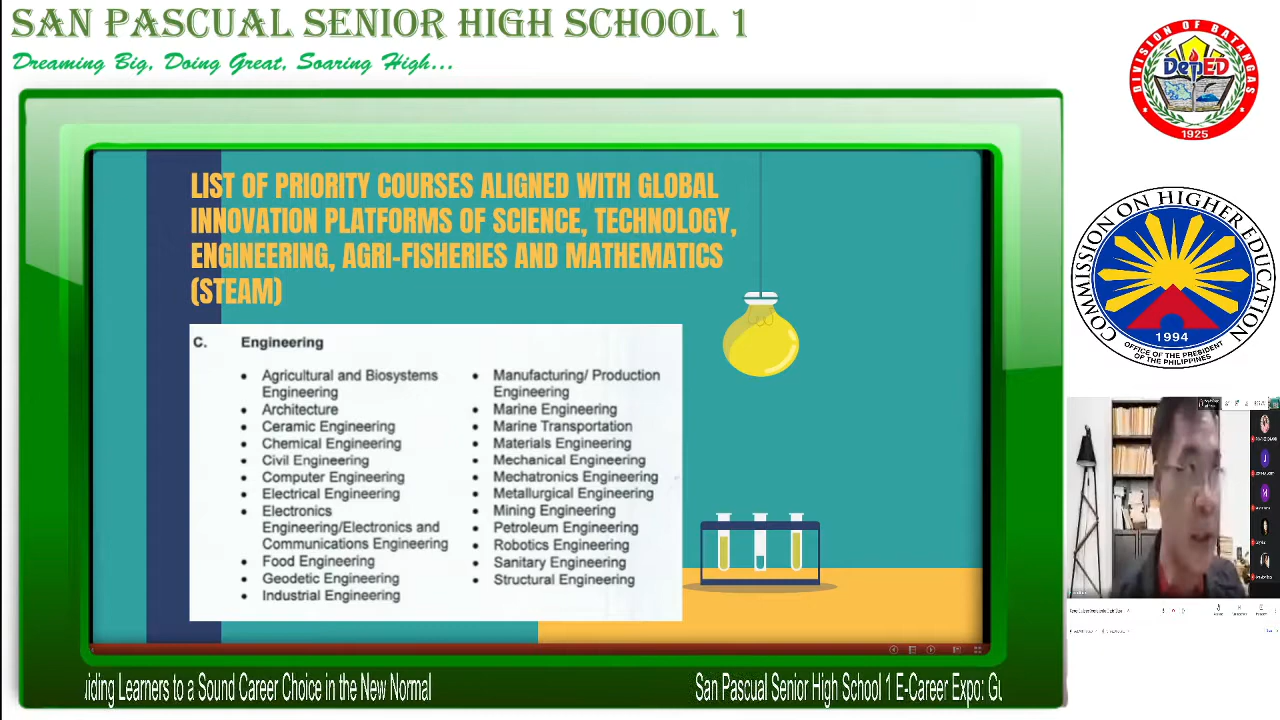 SAN PASCUAL SENIOR HIGH SCHOOL 1
Dreaming Big, Doing Great, Soaring High...
DIVISION OF BATANGAS
DepED
1925
LIST OF PRIORITY COURSES ALIGNED WITH GLOBAL
INNOVATION PLATFORMS OF SCIENCE, TECHNOLOGY,
ENGINEERING, AGRI-FISHERIES AND MATHEMATICS
(STEAM)
COMMISSION ON HIGHER EDUCATION
1994
OFFICE OF THE PRESIDENT
OF THE PHILIPPINES
C. Engineering
• Agricultural and Biosystems
Engineering
• Architecture
• Ceramic Engineering
• Chemical Engineering
• Civil Engineering
• Computer Engineering
• Electrical Engineering
• Electronics
Engineering/Electronics and
Communications Engineering
• Food Engineering
• Geodetic Engineering
• Industrial Engineering
• Manufacturing/ Production
Engineering
• Marine Engineering
• Marine Transportation
• Materials Engineering
• Mechanical Engineering
• Mechatronics Engineering
• Metallurgical Engineering
• Mining Engineering
• Petroleum Engineering
• Robotics Engineering
• Sanitary Engineering
• Structural Engineering
iding Learners to a Sound Career Choice in the New Normal
San Pascual Senior High School 1 E-Career Expo: Gu